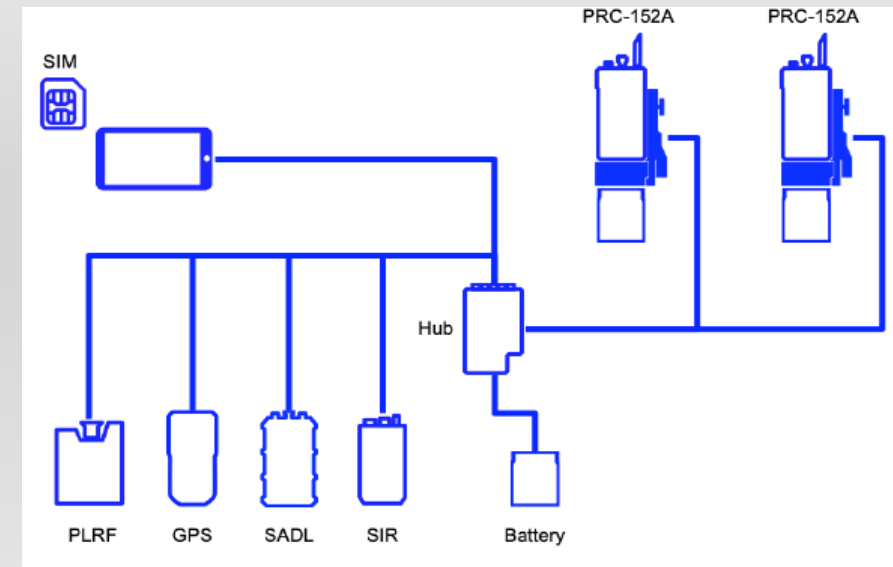 PRC-152A
PRC-152A
SIM
Hub
PLRF
GPS
SADL
SIR
Battery